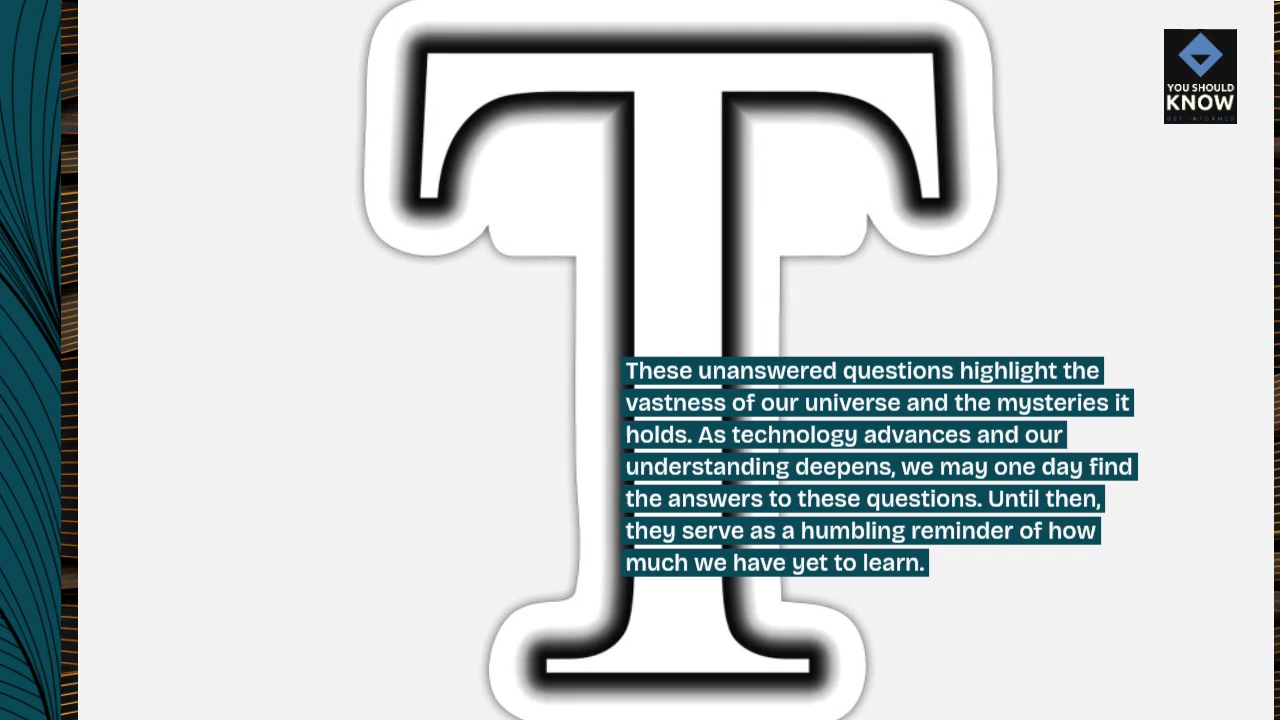 T
YOU SHOULD
KNOW
GET INFORMED
These unanswered questions highlight the
vastness of our universe and the mysteries it
holds. As technology advances and our
understanding deepens, we may one day find
the answers to these questions. Until then,
they serve as a humbling reminder of how
much we have yet to learn.